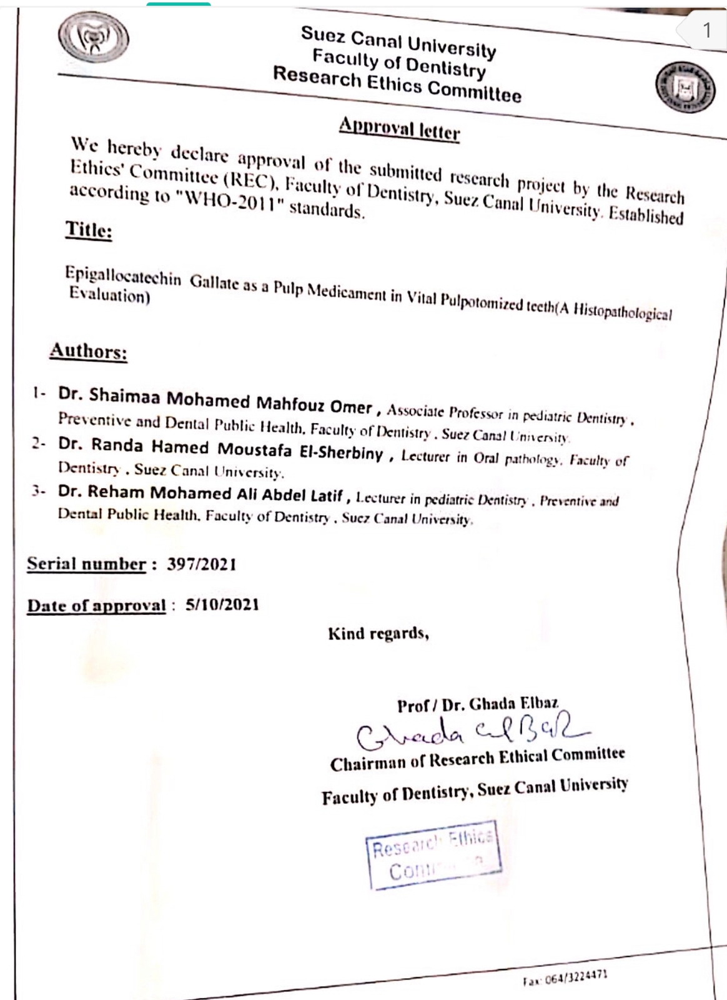 1
Suez Canal University
Faculty of Dentistry
Research Ethics Committee
Approval letter
We hereby declare approval of the submitted research project by the Research
Ethics' Committee (REC), Faculty of Dentistry, Suez Canal University. Established
according to "WHO-2011" standards.
Title:
Epigallocatechin Gallate as a Pulp Medicament in Vital Pulpotomized teeth(A Histopathological
Evaluation)
Authors:
1- Dr. Shaimaa Mohamed Mahfouz Omer , Associate Professor in pediatric Dentistry ,
Preventive and Dental Public Health, Faculty of Dentistry , Suez Canal University.
2- Dr. Randa Hamed Moustafa El-Sherbiny , Lecturer in Oral pathology, Faculty of
Dentistry , Suez Canal University.
3- Dr. Reham Mohamed Ali Abdel Latif , Lecturer in pediatric Dentistry , Preventive and
Dental Public Health, Faculty of Dentistry , Suez Canal University.
Serial number : 397/2021
Date of approval : 5/10/2021
Kind regards,
Prof / Dr. Ghada Elbaz
Ghada El Baz
Chairman of Research Ethical Committee
Faculty of Dentistry, Suez Canal University
Research Ethics
Fax: 064/3224471